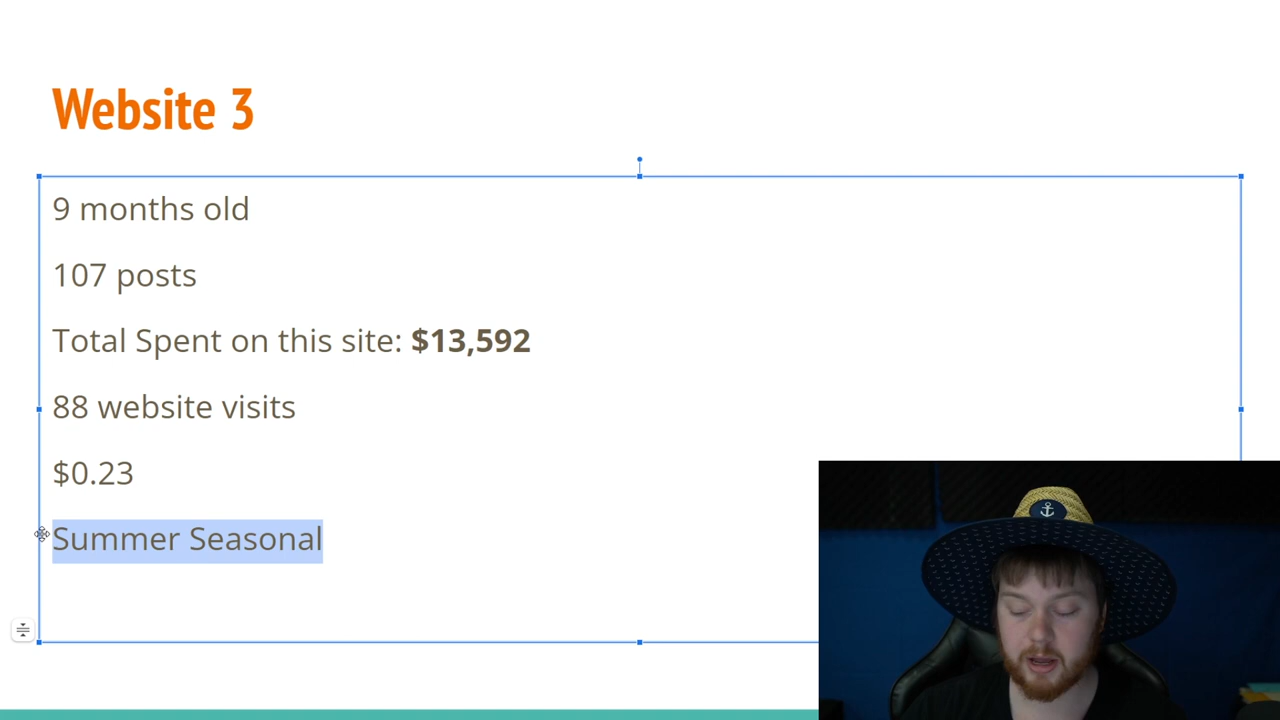 Website 3
9 months old
107 posts
Total Spent on this site: $13,592
88 website visits
$0.23
Summer Seasonal